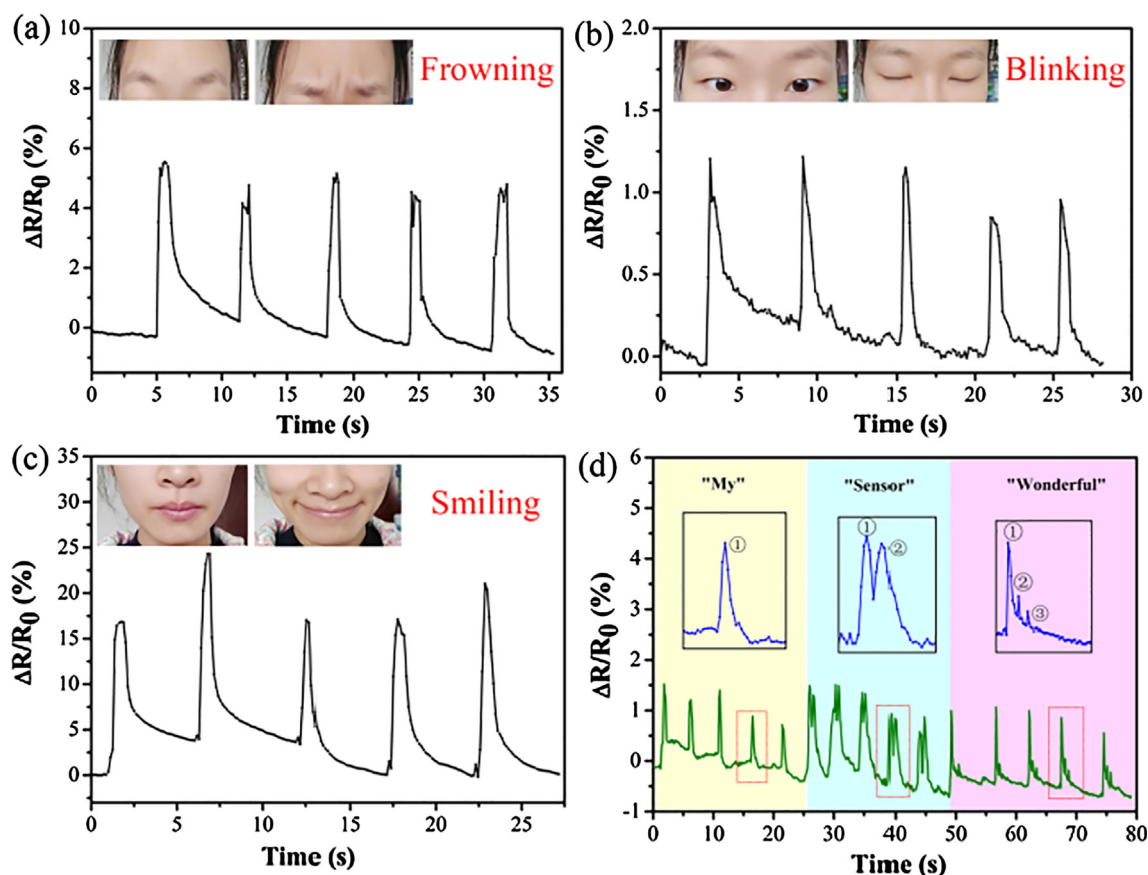 (a)
Frowning
10
8
6
4
2
0
ΔR/R₀ (%)
0 5 10 15 20 25 30 35
Time (s)
(b)
Blinking
2.0
1.5
1.0
0.5
0.0
ΔR/R₀ (%)
0 5 10 15 20 25 30
Time (s)
(c)
Smiling
35
30
25
20
15
10
5
0
ΔR/R₀ (%)
0 5 10 15 20 25
Time (s)
(d)
"My" "Sensor" "Wonderful"
①
① ②
① ② ③
6
5
4
3
2
1
0
-1
ΔR/R₀ (%)
0 10 20 30 40 50 60 70 80
Time (s)